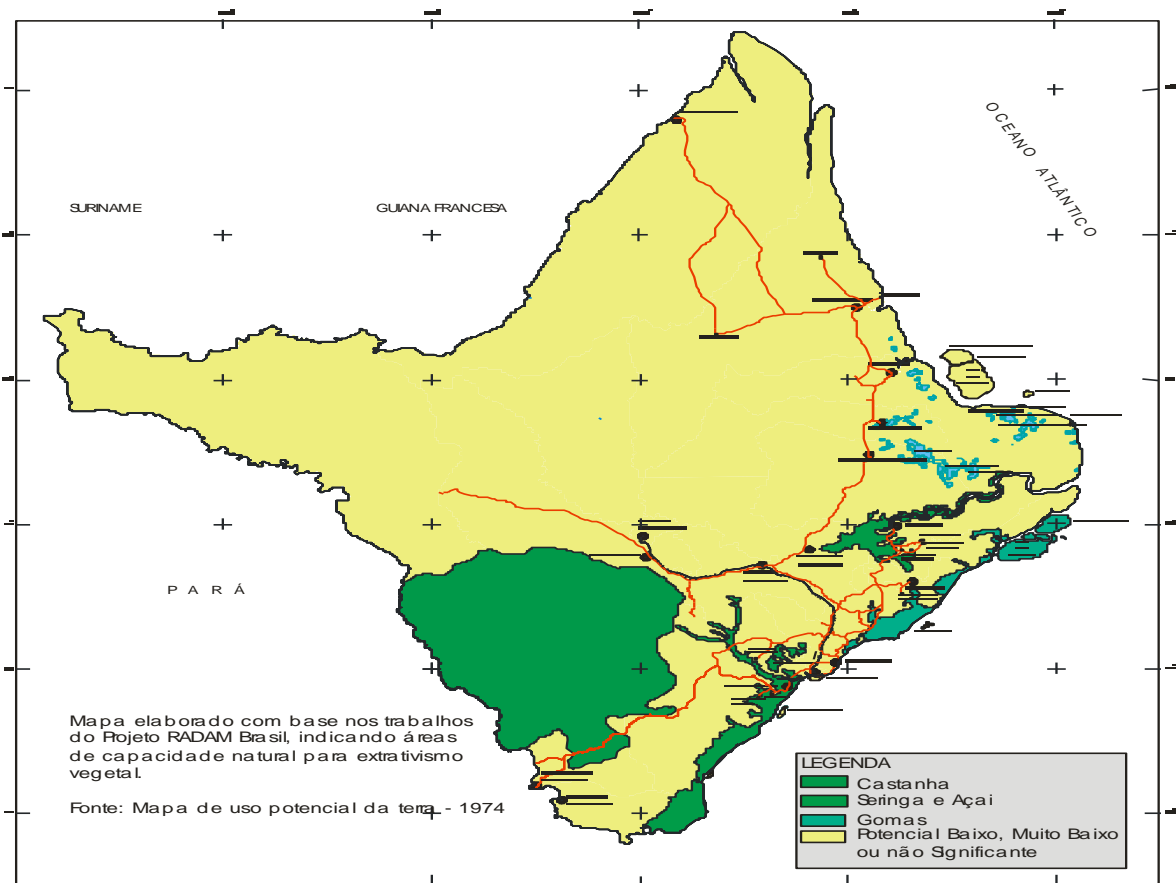 OCEANO ATLÂNTICO
SURINAME
GUIANA FRANCESA
PARÁ
Mapa elaborado com base nos trabalhos
do Projeto RADAM Brasil, indicando áreas
de capacidade natural para extrativismo
vegetal.
Fonte: Mapa de uso potencial da terra - 1974
LEGENDA
Castanha
Seringa e Açai
Gomas
Potencial Baixo, Muito Baixo
ou não Significante